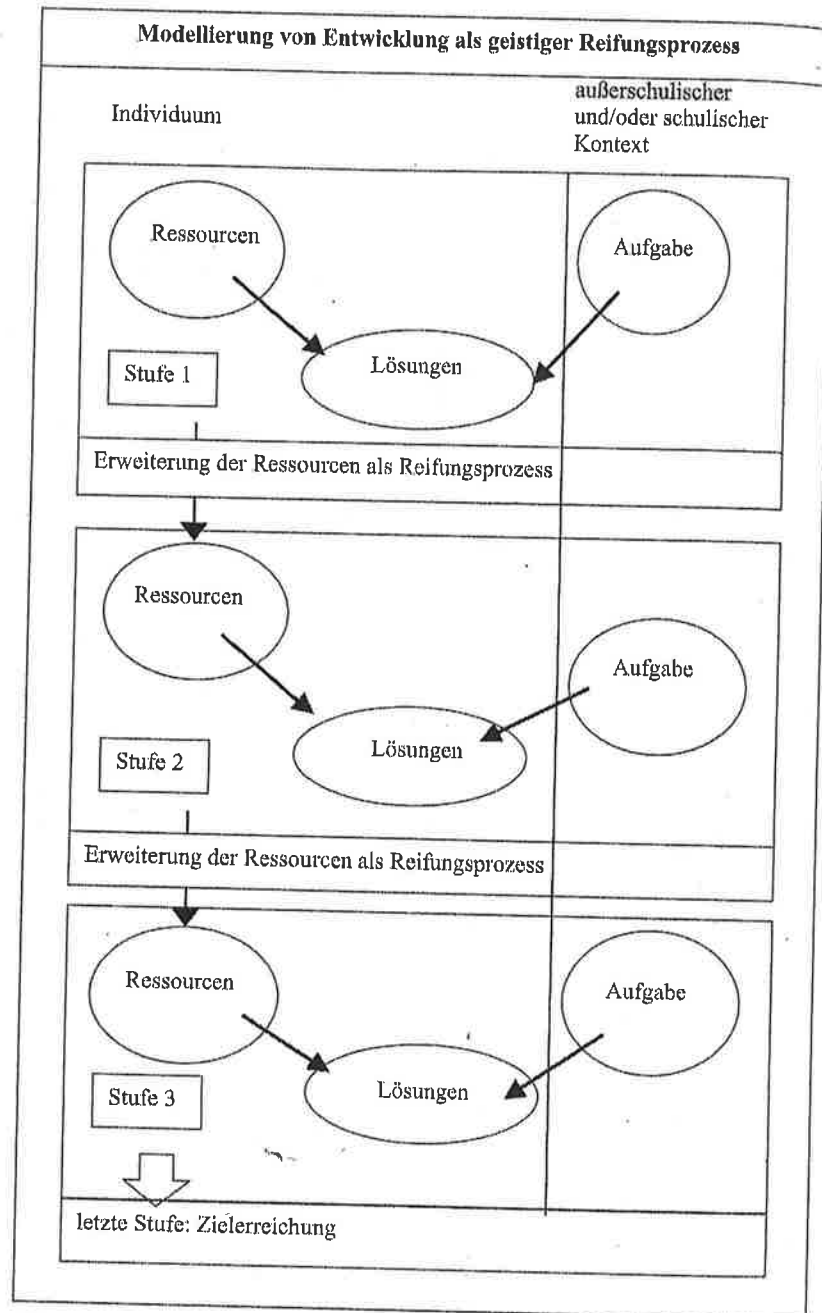 Modellierung von Entwicklung als geistiger Reifungsprozess
Individuum
außerschulischer
und/oder schulischer
Kontext
Ressourcen
Aufgabe
Lösungen
Stufe 1
Erweiterung der Ressourcen als Reifungsprozess
Ressourcen
Aufgabe
Lösungen
Stufe 2
Erweiterung der Ressourcen als Reifungsprozess
Ressourcen
Aufgabe
Lösungen
Stufe 3
letzte Stufe: Zielerreichung